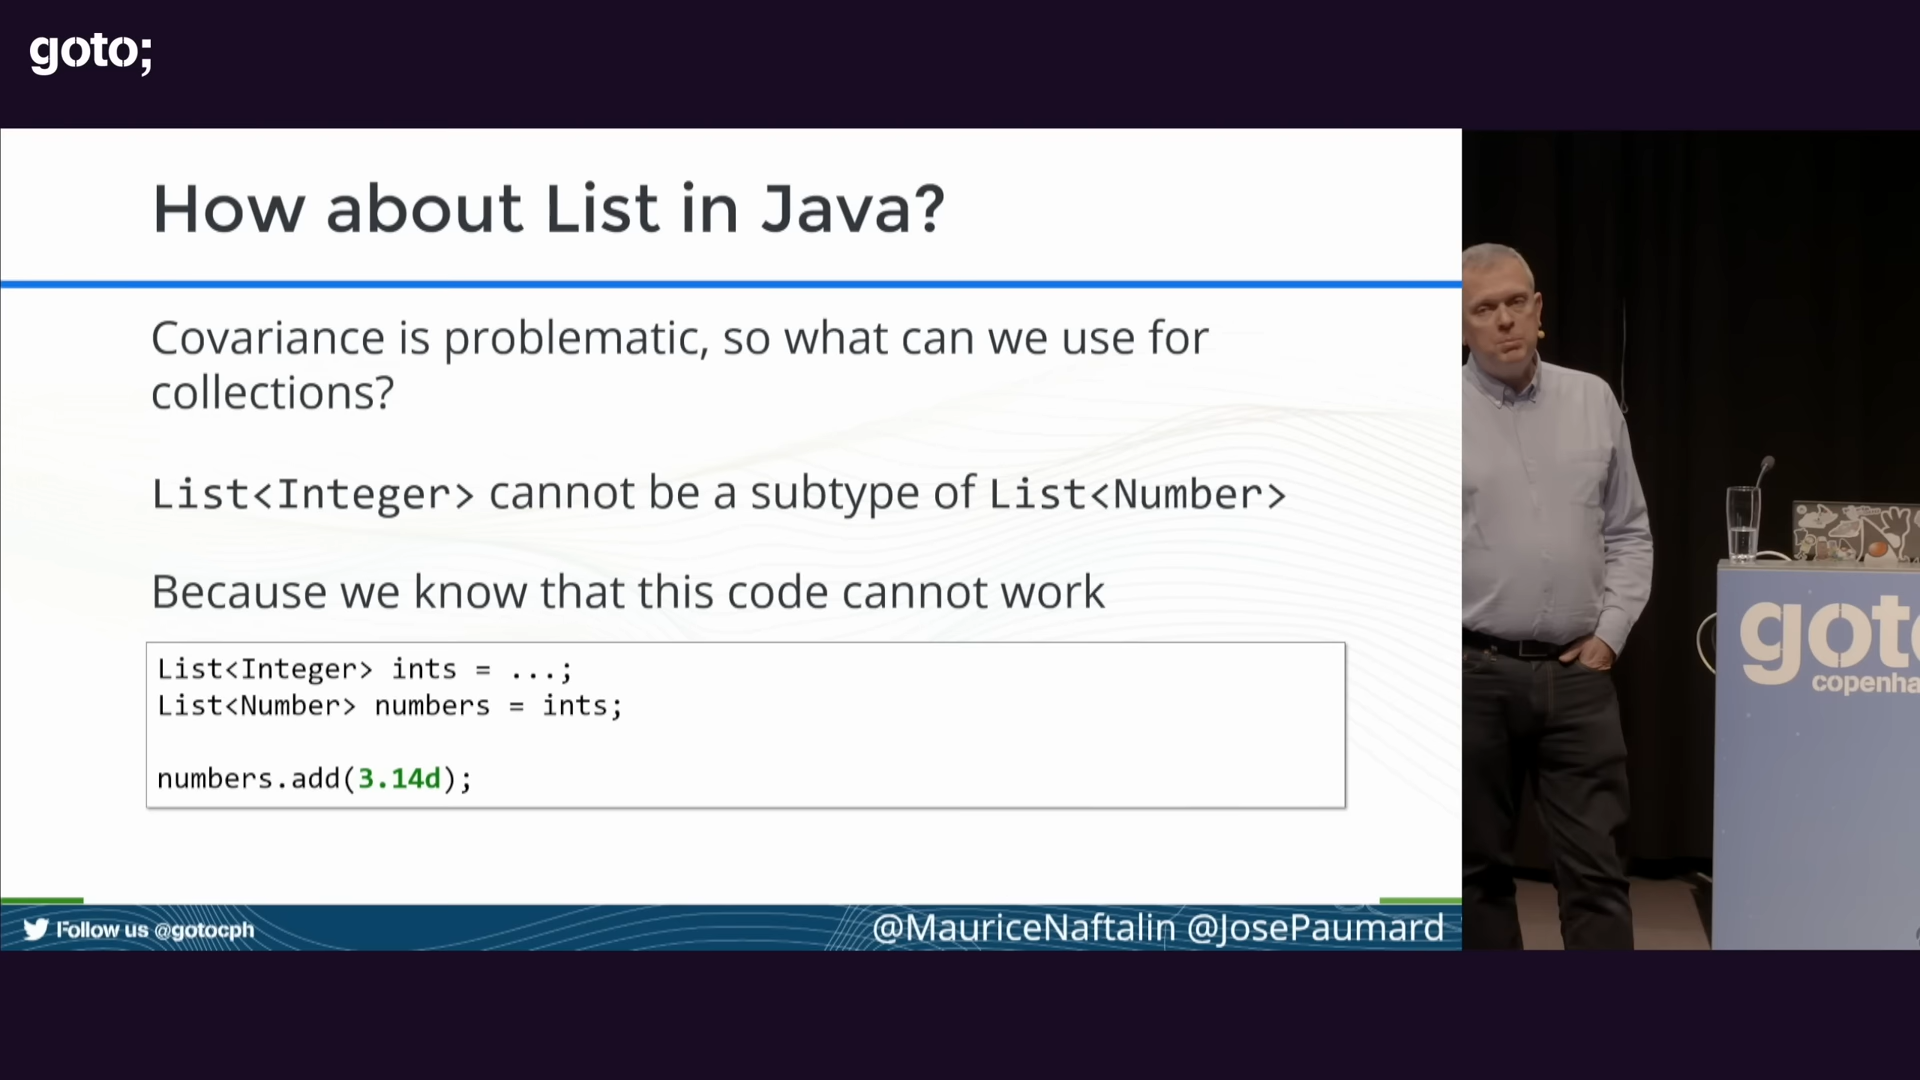 goto;
How about List in Java?
Covariance is problematic, so what can we use for
collections?
List<Integer> cannot be a subtype of List<Number>
Because we know that this code cannot work
List<Integer> ints = ...;
List<Number> numbers = ints;
numbers.add(3.14d);
Follow us @gotocph
@MauriceNaftalin @JosePaumard
goto
copenha